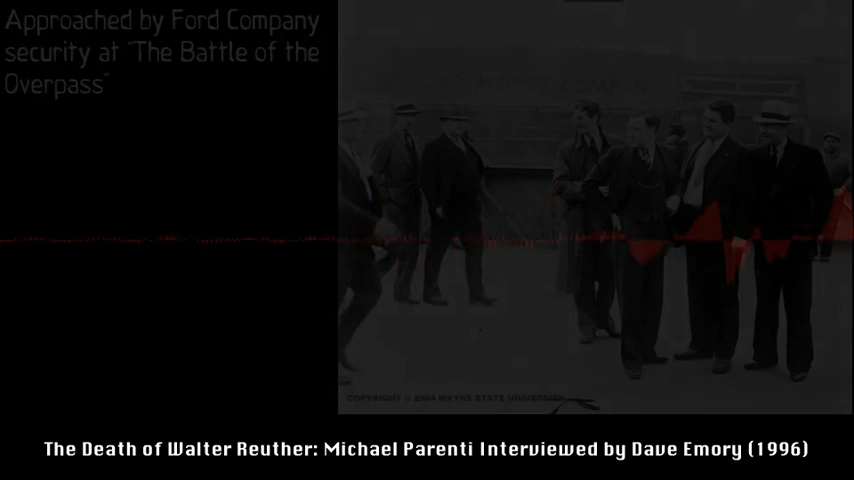 Approached by Ford Company
security at "The Battle of the
Overpass"
COPYRIGHT © 2004 WAYNE STATE UNIVERSITY
The Death of Walter Reuther: Michael Parenti Interviewed by Dave Emory (1996)